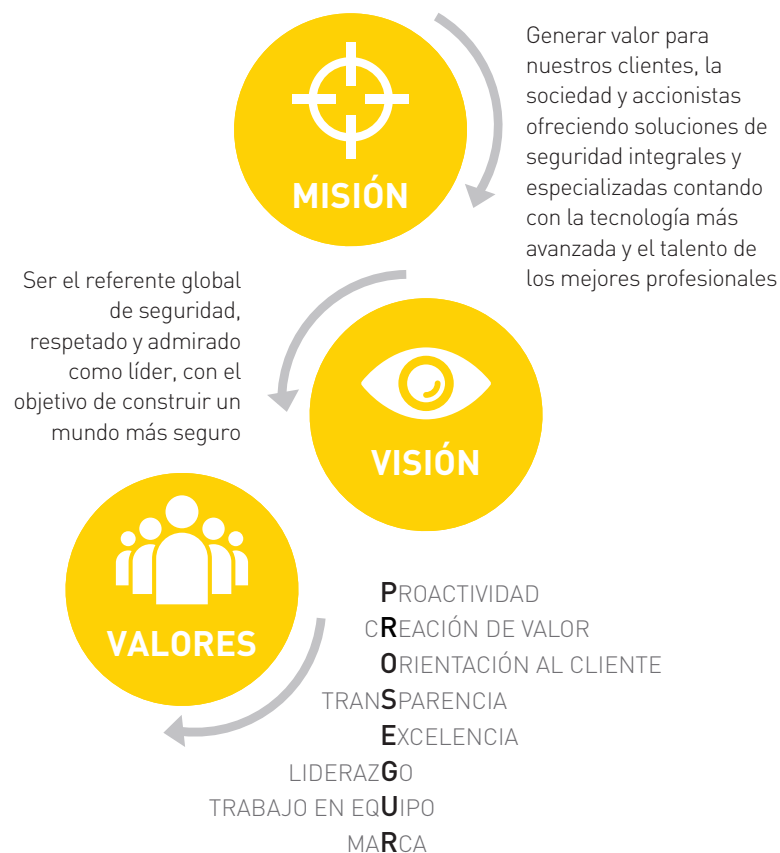 MISIÓN
Generar valor para
nuestros clientes, la
sociedad y accionistas
ofreciendo soluciones de
seguridad integrales y
especializadas contando
con la tecnología más
avanzada y el talento de
los mejores profesionales
Ser el referente global
de seguridad,
respetado y admirado
como líder, con el
objetivo de construir un
mundo más seguro
VISIÓN
VALORES
PROACTIVIDAD
CREACIÓN DE VALOR
ORIENTACIÓN AL CLIENTE
TRANSPARENCIA
EXCELENCIA
LIDERAZGO
TRABAJO EN EQUIPO
MARCA